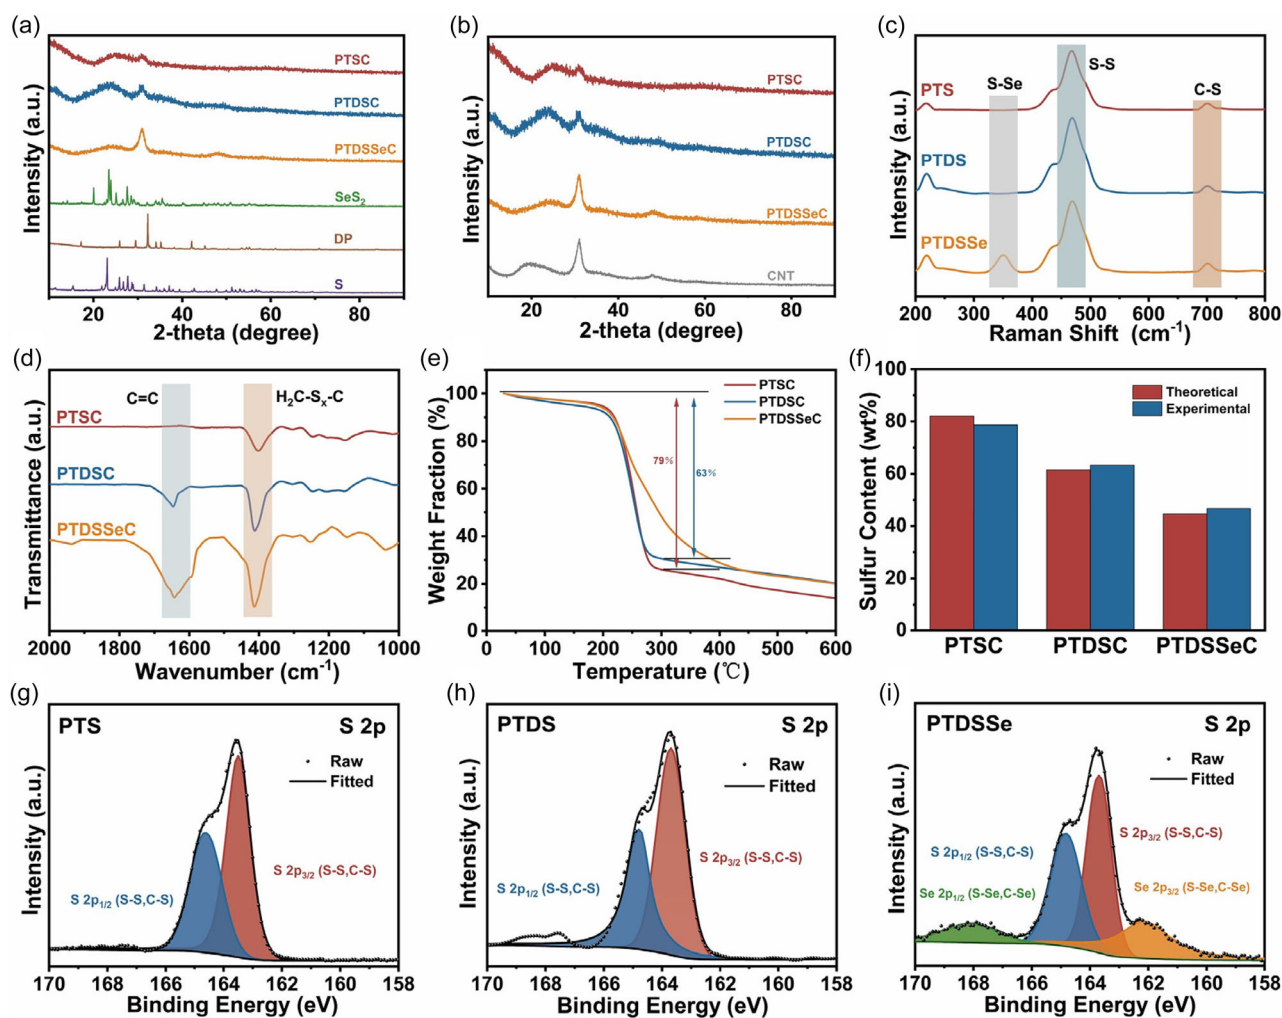 (a)
PTSC
PTDSC
PTDSSeC
SeS₂
DP
S
Intensity (a.u.)
20 40 60 80
2-theta (degree)
(b)
PTSC
PTDSC
PTDSSeC
CNT
Intensity (a.u.)
20 40 60 80
2-theta (degree)
(c)
S-Se
S-S
C-S
PTS
PTDS
PTDSSe
Intensity (a.u.)
200 300 400 500 600 700 800
Raman Shift (cm⁻¹)
(d)
C=C
H₂C-Sₓ-C
PTSC
PTDSC
PTDSSeC
Transmittance (a.u.)
2000 1800 1600 1400 1200 1000
Wavenumber (cm⁻¹)
(e)
PTSC
PTDSC
PTDSSeC
79%
63%
Weight Fraction (%)
100
80
60
40
20
0
0 100 200 300 400 500 600
Temperature (℃)
(f)
Theoretical
Experimental
Sulfur Content (wt%)
100
80
60
40
20
0
PTSC PTDSC PTDSSeC
(g)
PTS
S 2p
Raw
Fitted
S 2p₃/₂ (S-S,C-S)
S 2p₁/₂ (S-S,C-S)
Intensity (a.u.)
170 168 166 164 162 160 158
Binding Energy (eV)
(h)
PTDS
S 2p
Raw
Fitted
S 2p₃/₂ (S-S,C-S)
S 2p₁/₂ (S-S,C-S)
Intensity (a.u.)
170 168 166 164 162 160 158
Binding Energy (eV)
(i)
PTDSSe
S 2p
Raw
Fitted
S 2p₃/₂ (S-S,C-S)
S 2p₁/₂ (S-S,C-S)
Se 2p₁/₂ (S-Se,C-Se)
Se 2p₃/₂ (S-Se,C-Se)
Intensity (a.u.)
170 168 166 164 162 160 158
Binding Energy (eV)